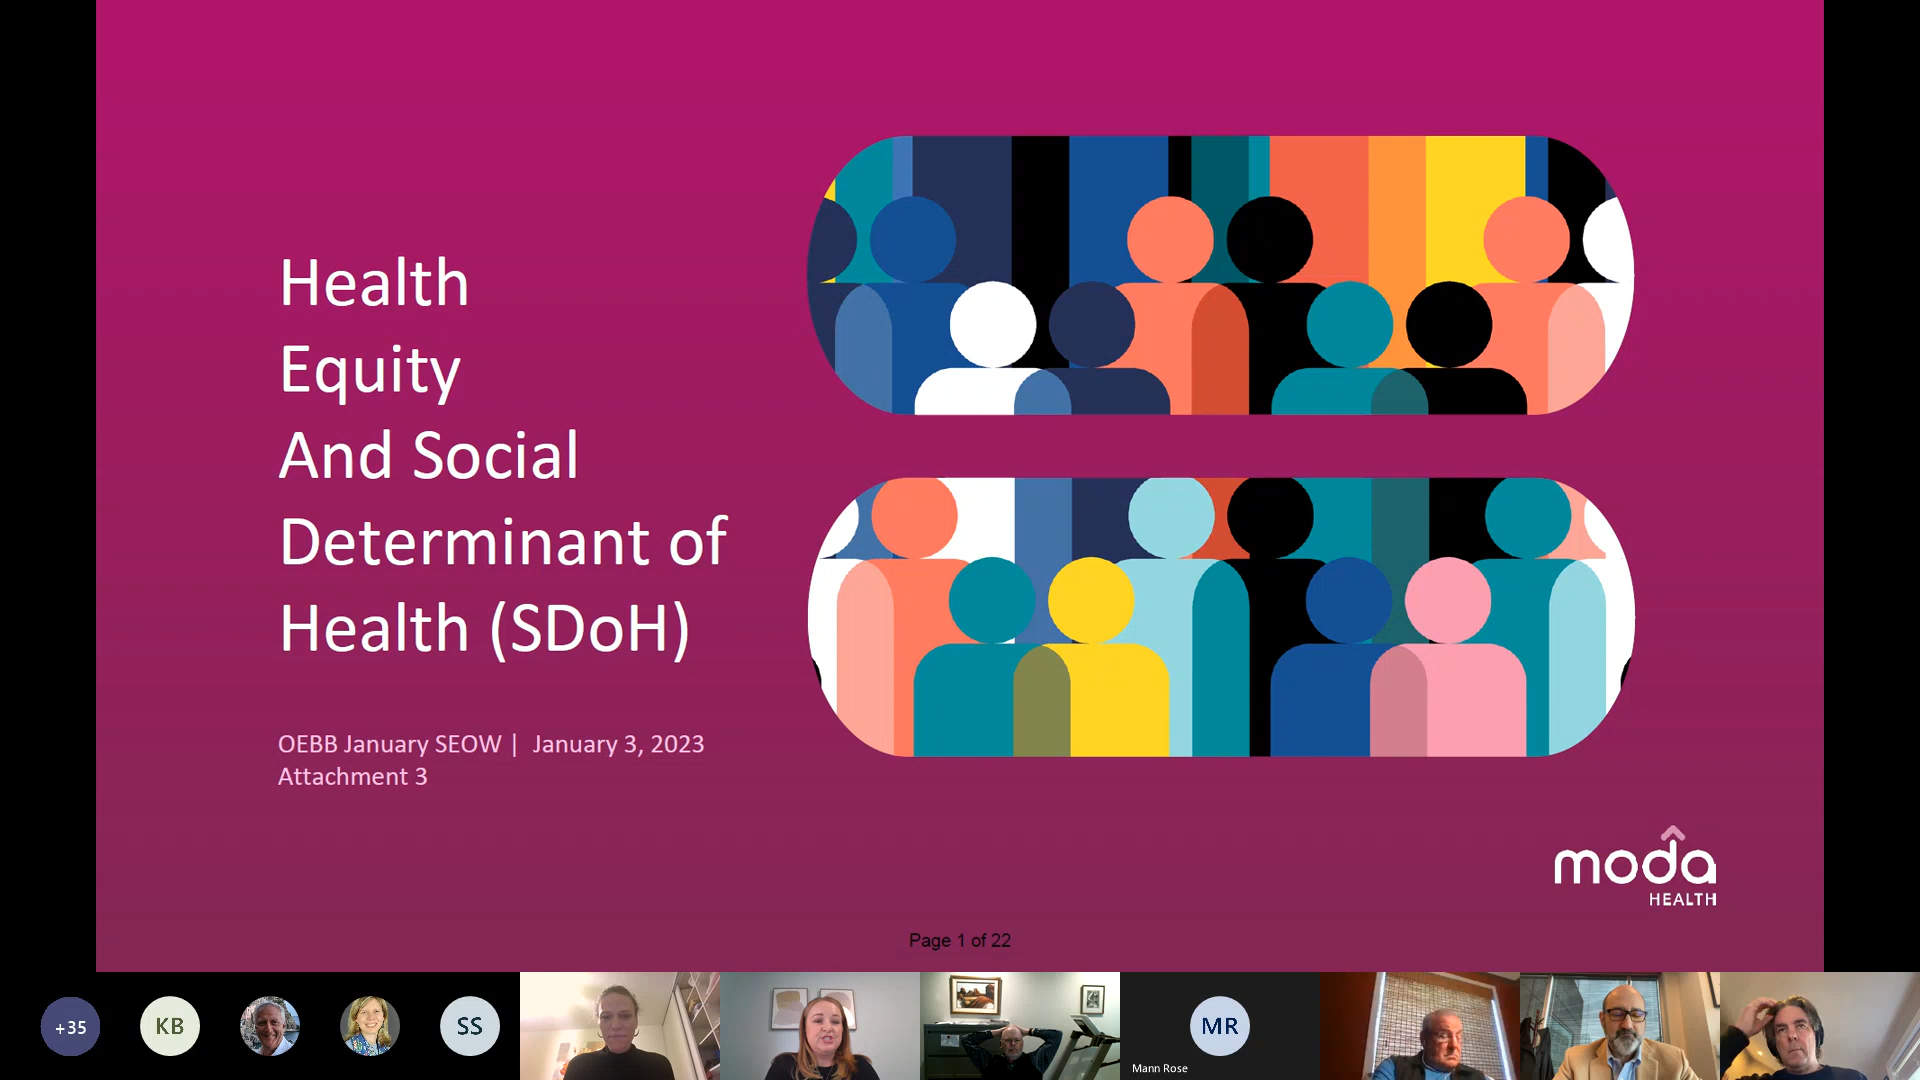 Health
Equity
And Social
Determinant of
Health (SDoH)
OEBB January SEOW | January 3, 2023
Attachment 3
moda
HEALTH
Page 1 of 22
+35
KB
SS
MR
Mann Rose